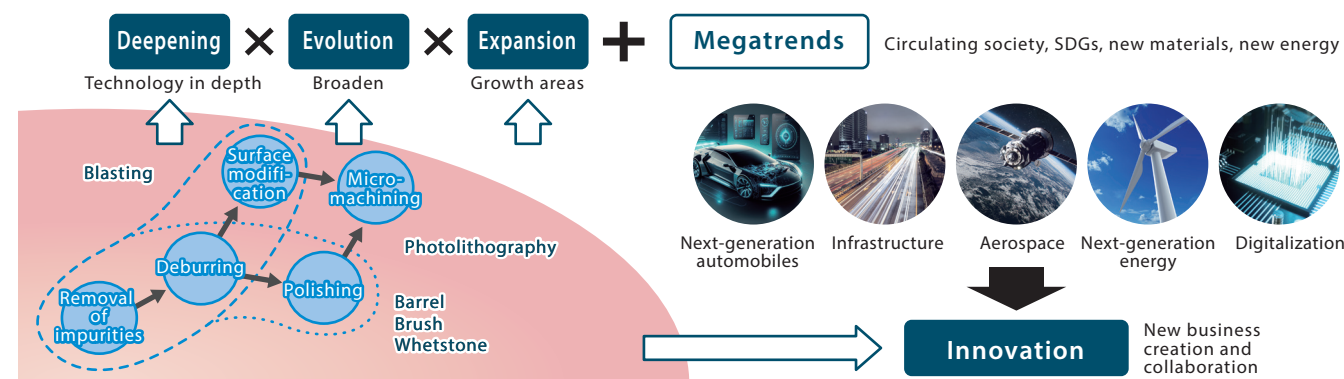 Deepening × Evolution × Expansion + Megatrends
Circulating society, SDGs, new materials, new energy
Technology in depth
Broaden
Growth areas
Blasting
Surface
modifi-
cation
Micro-
machining
Photolithography
Deburring
Polishing
Removal
of
impurities
Barrel
Brush
Whetstone
Next-generation
automobiles
Infrastructure
Aerospace
Next-generation
energy
Digitalization
Innovation
New business
creation and
collaboration